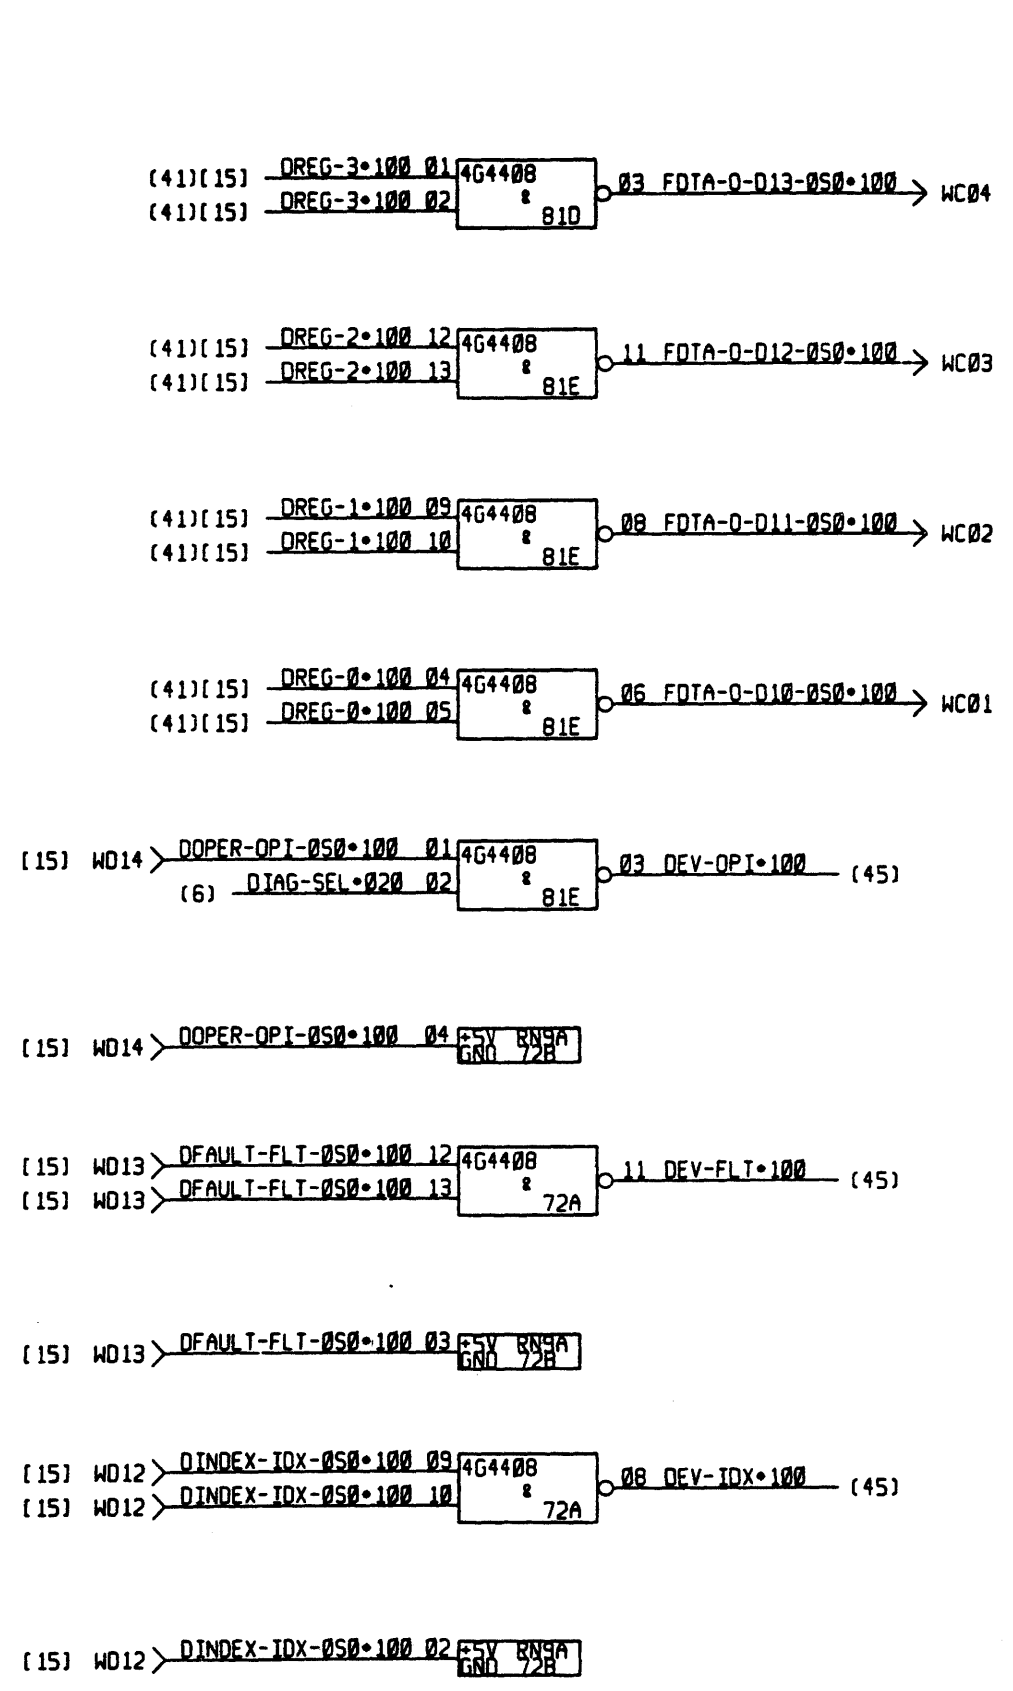 (41)[15] DREG-3•100 01 4G4408 03 FDTA-O-D13-0S0•100 WC04
&
(41)[15] DREG-3•100 02 81D
(41)[15] DREG-2•100 12 4G4408 11 FDTA-O-D12-0S0•100 WC03
&
(41)[15] DREG-2•100 13 81E
(41)[15] DREG-1•100 09 4G4408 08 FDTA-O-D11-0S0•100 WC02
&
(41)[15] DREG-1•100 10 81E
(41)[15] DREG-0•100 04 4G4408 06 FDTA-O-D10-0S0•100 WC01
&
(41)[15] DREG-0•100 05 81E
[15] WD14 DOPER-OPI-0S0•100 01 4G4408 03 DEV-OPI•100 (45)
&
(6) DIAG-SEL•020 02 81E
[15] WD14 DOPER-OPI-0S0•100 04 +5V RN9A
GND 72B
[15] WD13 DFAULT-FLT-0S0•100 12 4G4408 11 DEV-FLT•100 (45)
&
[15] WD13 DFAULT-FLT-0S0•100 13 72A
[15] WD13 DFAULT-FLT-0S0•100 03 +5V RN9A
GND 72B
[15] WD12 DINDEX-IDX-0S0•100 09 4G4408 08 DEV-IDX•100 (45)
&
[15] WD12 DINDEX-IDX-0S0•100 10 72A
[15] WD12 DINDEX-IDX-0S0•100 02 +5V RN9A
GND 72B